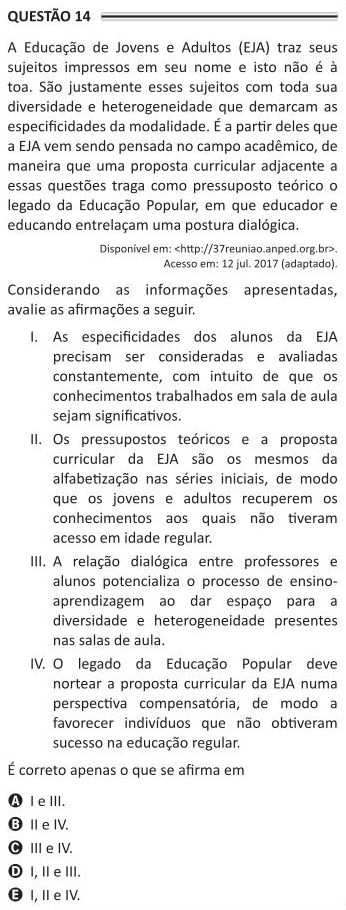 QUESTÃO 14
A Educação de Jovens e Adultos (EJA) traz seus
sujeitos impressos em seu nome e isto não é à
toa. São justamente esses sujeitos com toda sua
diversidade e heterogeneidade que demarcam as
especificidades da modalidade. É a partir deles que
a EJA vem sendo pensada no campo acadêmico, de
maneira que uma proposta curricular adjacente a
essas questões traga como pressuposto teórico o
legado da Educação Popular, em que educador e
educando entrelaçam uma postura dialógica.
Disponível em: <http://37reuniao.anped.org.br>.
Acesso em: 12 jul. 2017 (adaptado).
Considerando as informações apresentadas,
avalie as afirmações a seguir.
I. As especificidades dos alunos da EJA
precisam ser consideradas e avaliadas
constantemente, com intuito de que os
conhecimentos trabalhados em sala de aula
sejam significativos.
II. Os pressupostos teóricos e a proposta
curricular da EJA são os mesmos da
alfabetização nas séries iniciais, de modo
que os jovens e adultos recuperem os
conhecimentos aos quais não tiveram
acesso em idade regular.
III. A relação dialógica entre professores e
alunos potencializa o processo de ensino-
aprendizagem ao dar espaço para a
diversidade e heterogeneidade presentes
nas salas de aula.
IV. O legado da Educação Popular deve
nortear a proposta curricular da EJA numa
perspectiva compensatória, de modo a
favorecer indivíduos que não obtiveram
sucesso na educação regular.
É correto apenas o que se afirma em
A I e III.
B II e IV.
C III e IV.
D I, II e III.
E I, II e IV.